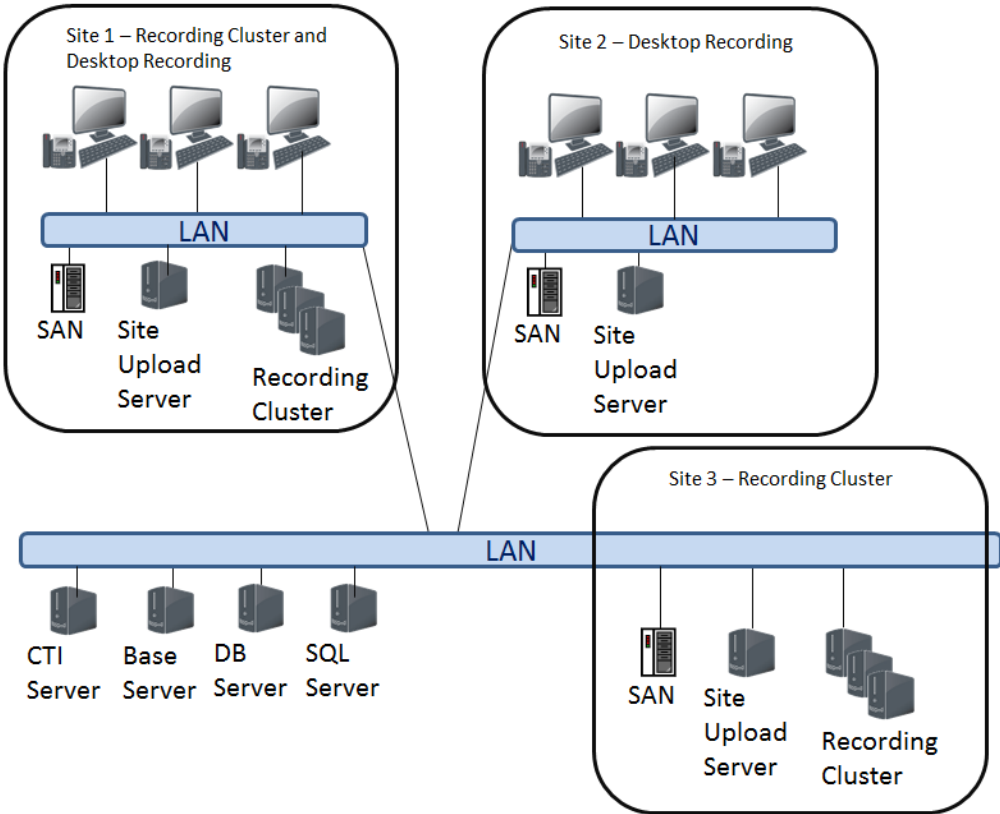 Site 1 – Recording Cluster and
Desktop Recording
LAN
SAN
Site
Upload
Server
Recording
Cluster
Site 2 – Desktop Recording
LAN
SAN
Site
Upload
Server
LAN
CTI
Server
Base
Server
DB
Server
SQL
Server
Site 3 – Recording Cluster
SAN
Site
Upload
Server
Recording
Cluster